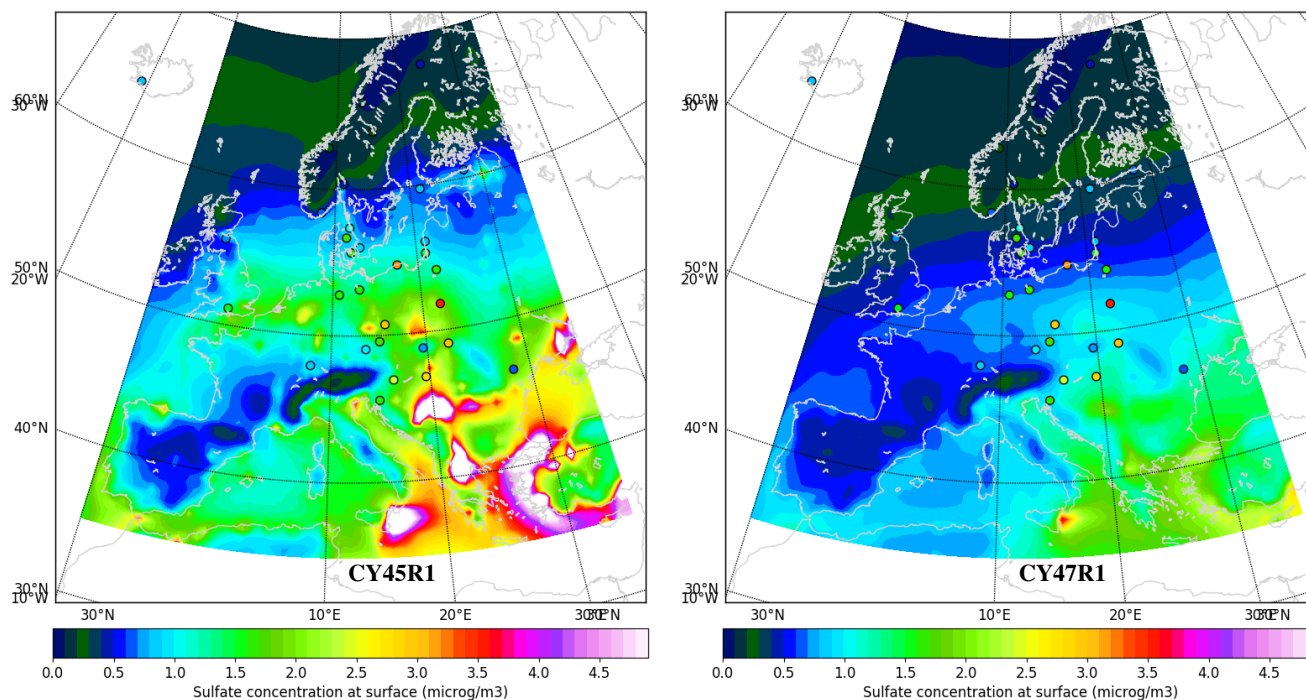 60°N
30°W
50°N
20°W
40°N
30°N
10°W
30°N
10°E
20°E
CY45R1
0.0 0.5 1.0 1.5 2.0 2.5 3.0 3.5 4.0 4.5
Sulfate concentration at surface (microg/m3)
60°N
30°W
50°N
20°W
40°N
30°N
10°W
30°N
10°E
20°E
CY47R1
0.0 0.5 1.0 1.5 2.0 2.5 3.0 3.5 4.0 4.5
Sulfate concentration at surface (microg/m3)